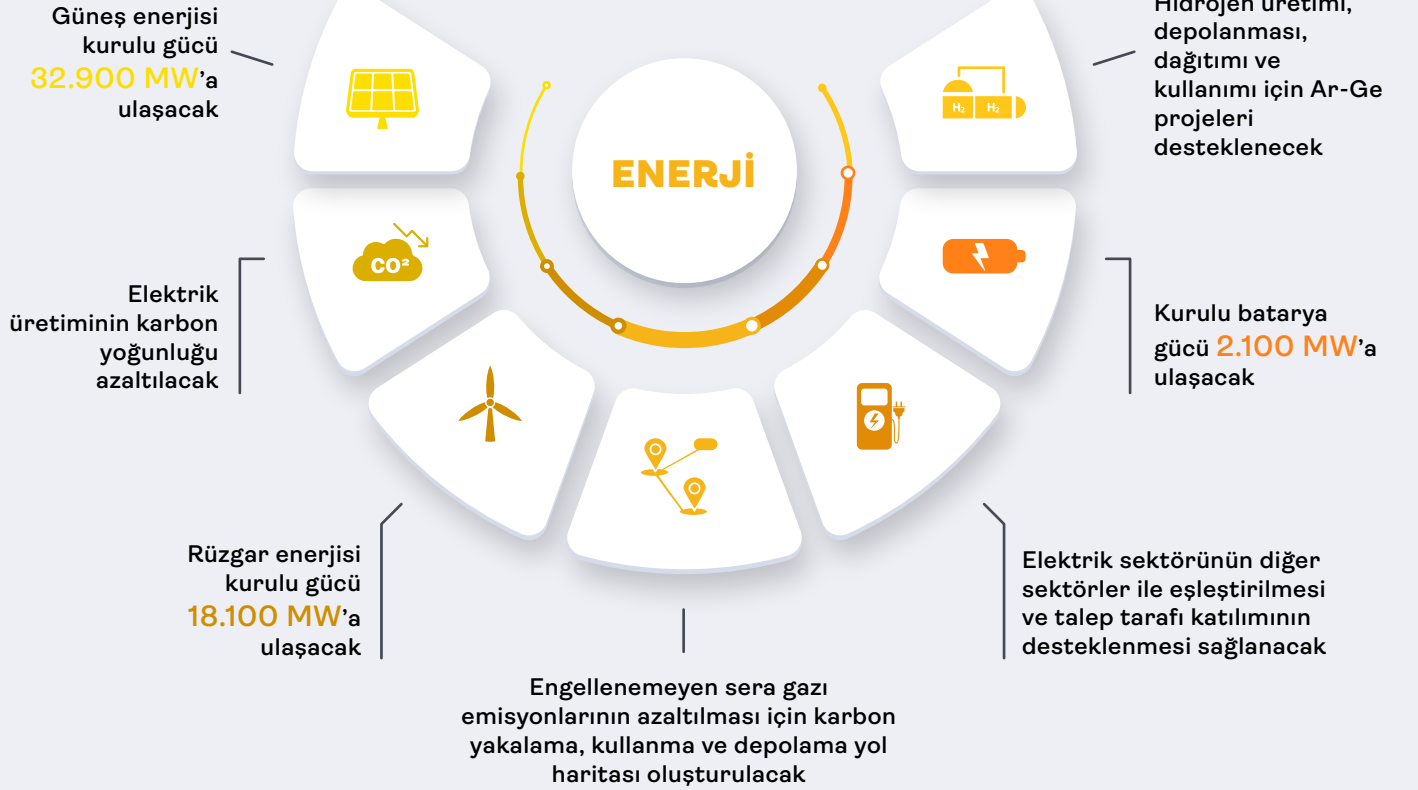 Güneş enerjisi
kurulu gücü
32.900 MW'a
ulaşacak
CO²
Elektrik
üretiminin karbon
yoğunluğu
azaltılacak
Rüzgar enerjisi
kurulu gücü
18.100 MW'a
ulaşacak
Engellenemeyen sera gazı
emisyonlarının azaltılması için karbon
yakalama, kullanma ve depolama yol
haritası oluşturulacak
ENERJİ
Elektrik sektörünün diğer
sektörler ile eşleştirilmesi
ve talep tarafı katılımının
desteklenmesi sağlanacak
Kurulu batarya
gücü 2.100 MW'a
ulaşacak
H₂ H₂
Hidrojen üretimi,
depolanması,
dağıtımı ve
kullanımı için Ar-Ge
projeleri
desteklenecek